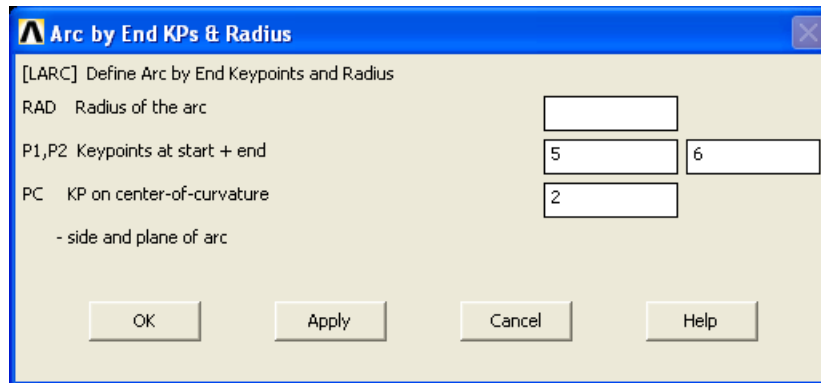 Arc by End KPs & Radius
[LARC] Define Arc by End Keypoints and Radius
RAD Radius of the arc
P1,P2 Keypoints at start + end 5 6
PC KP on center-of-curvature 2
- side and plane of arc
OK Apply Cancel Help